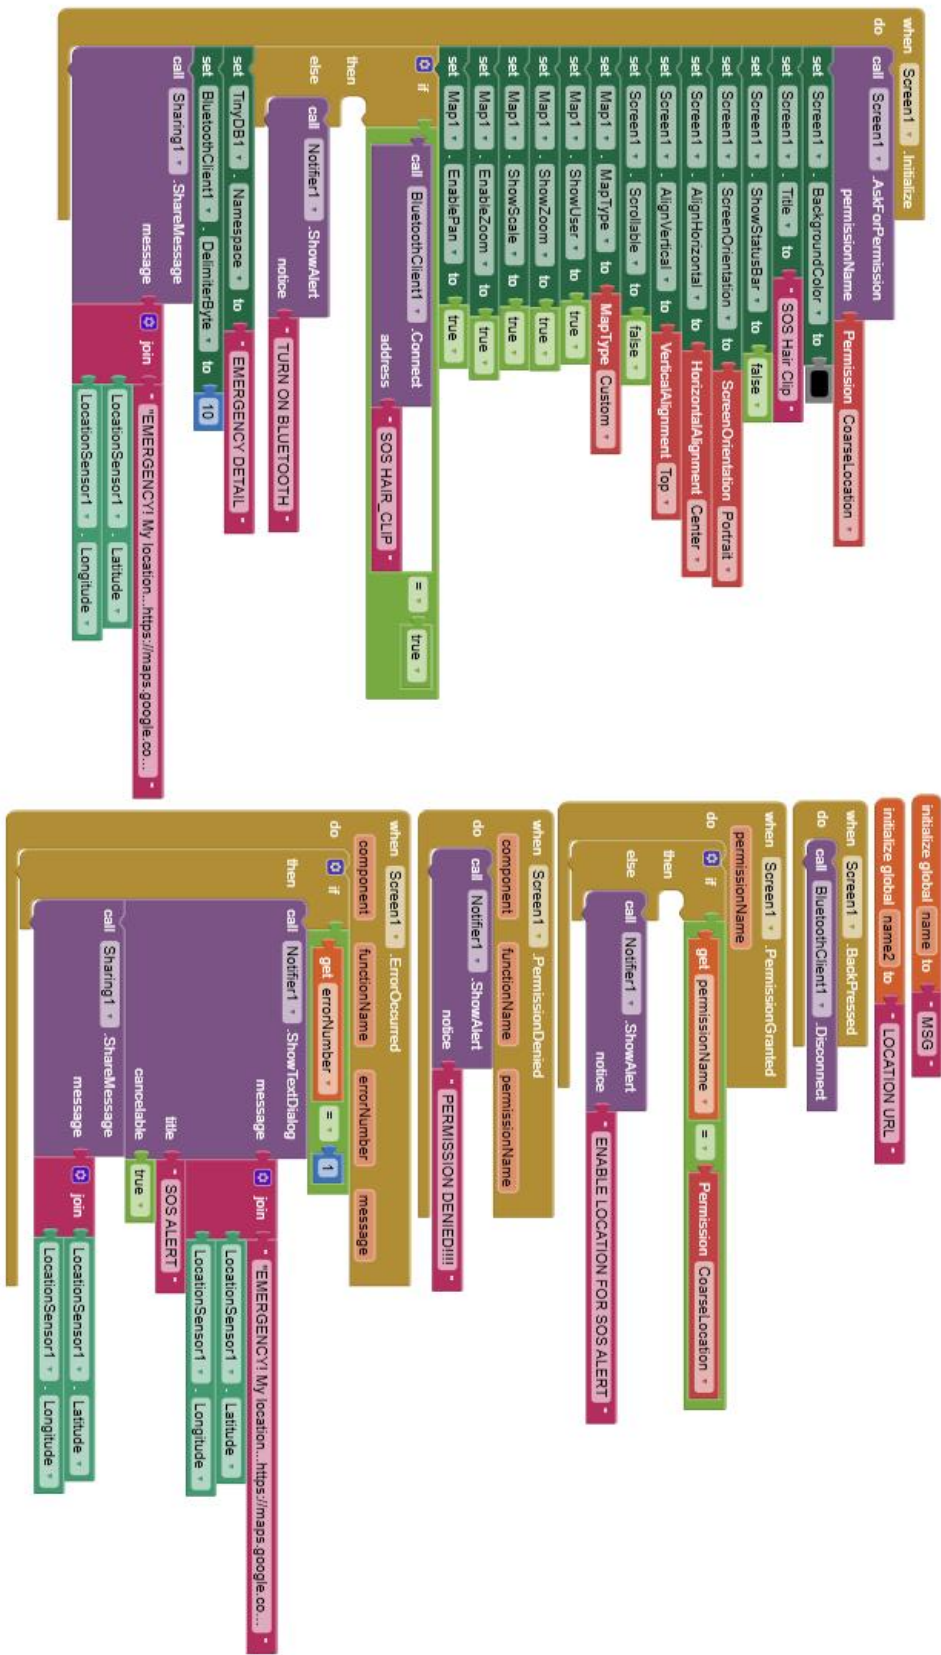 when Screen1 .Initialize
do call Screen1 .AskForPermission
permissionName Permission CoarseLocation
set Screen1 . BackgroundColor to
set Screen1 . Title to " SOS Hair Clip "
set Screen1 . ShowStatusBar to false
set Screen1 . ScreenOrientation to ScreenOrientation Portrait
set Screen1 . AlignHorizontal to HorizontalAlignment Center
set Screen1 . AlignVertical to VerticalAlignment Top
set Screen1 . Scrollable to false
set Map1 . MapType to MapType Custom
set Map1 . ShowUser to true
set Map1 . ShowZoom to true
set Map1 . ShowScale to true
set Map1 . EnableZoom to true
set Map1 . EnablePan to true
if call BluetoothClient1 .Connect = true
address " SOS HAIR_CLIP "
then
else call Notifier1 .ShowAlert
notice " TURN ON BLUETOOTH "
set TinyDB1 . Namespace to " EMERGENCY DETAIL "
set BluetoothClient1 . DelimiterByte to 10
call Sharing1 .ShareMessage
message join " "EMERGENCY! My location...https://maps.google.co... "
LocationSensor1 . Latitude
LocationSensor1 . Longitude
initialize global name to " MSG "
initialize global name2 to " LOCATION URL "
when Screen1 .BackPressed
do call BluetoothClient1 .Disconnect
when Screen1 .PermissionGranted
permissionName
do if get permissionName = Permission CoarseLocation
then
else call Notifier1 .ShowAlert
notice " ENABLE LOCATION FOR SOS ALERT "
when Screen1 .PermissionDenied
component functionName permissionName
do call Notifier1 .ShowAlert
notice " PERMISSION DENIED!!!! "
when Screen1 .ErrorOccurred
component functionName errorNumber message
do if get errorNumber = 1
then call Notifier1 .ShowTextDialog
message join " "EMERGENCY! My location...https://maps.google.co... "
LocationSensor1 . Latitude
LocationSensor1 . Longitude
title " SOS ALERT "
cancelable true
call Sharing1 .ShareMessage
message join LocationSensor1 . Latitude
LocationSensor1 . Longitude